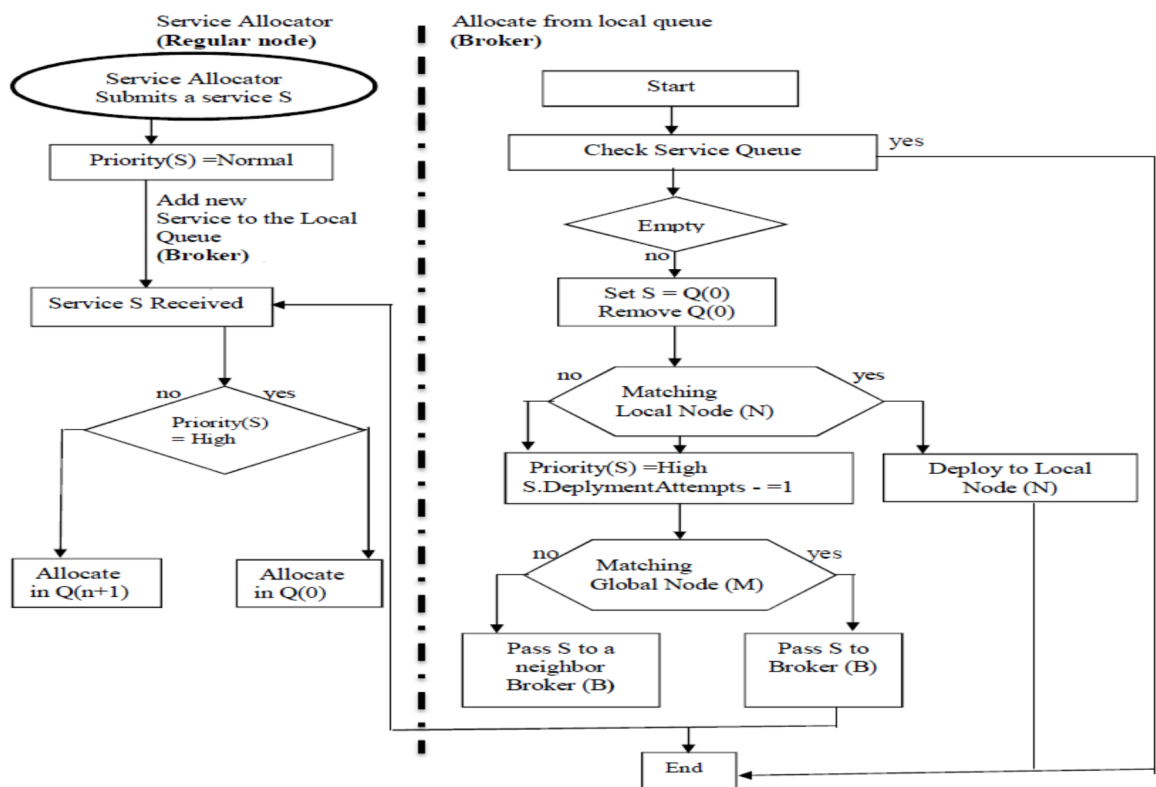 Service Allocator
(Regular node)
Service Allocator
Submits a service S
Priority(S) =Normal
Add new
Service to the Local
Queue
(Broker)
Service S Received
no
yes
Priority(S)
= High
Allocate
in Q(n+1)
Allocate
in Q(0)
Allocate from local queue
(Broker)
Start
Check Service Queue
yes
Empty
no
Set S = Q(0)
Remove Q(0)
no
yes
Matching
Local Node (N)
Priority(S) =High
S.DeplymentAttempts - =1
Deploy to Local
Node (N)
no
yes
Matching
Global Node (M)
Pass S to a
neighbor
Broker (B)
Pass S to
Broker (B)
End